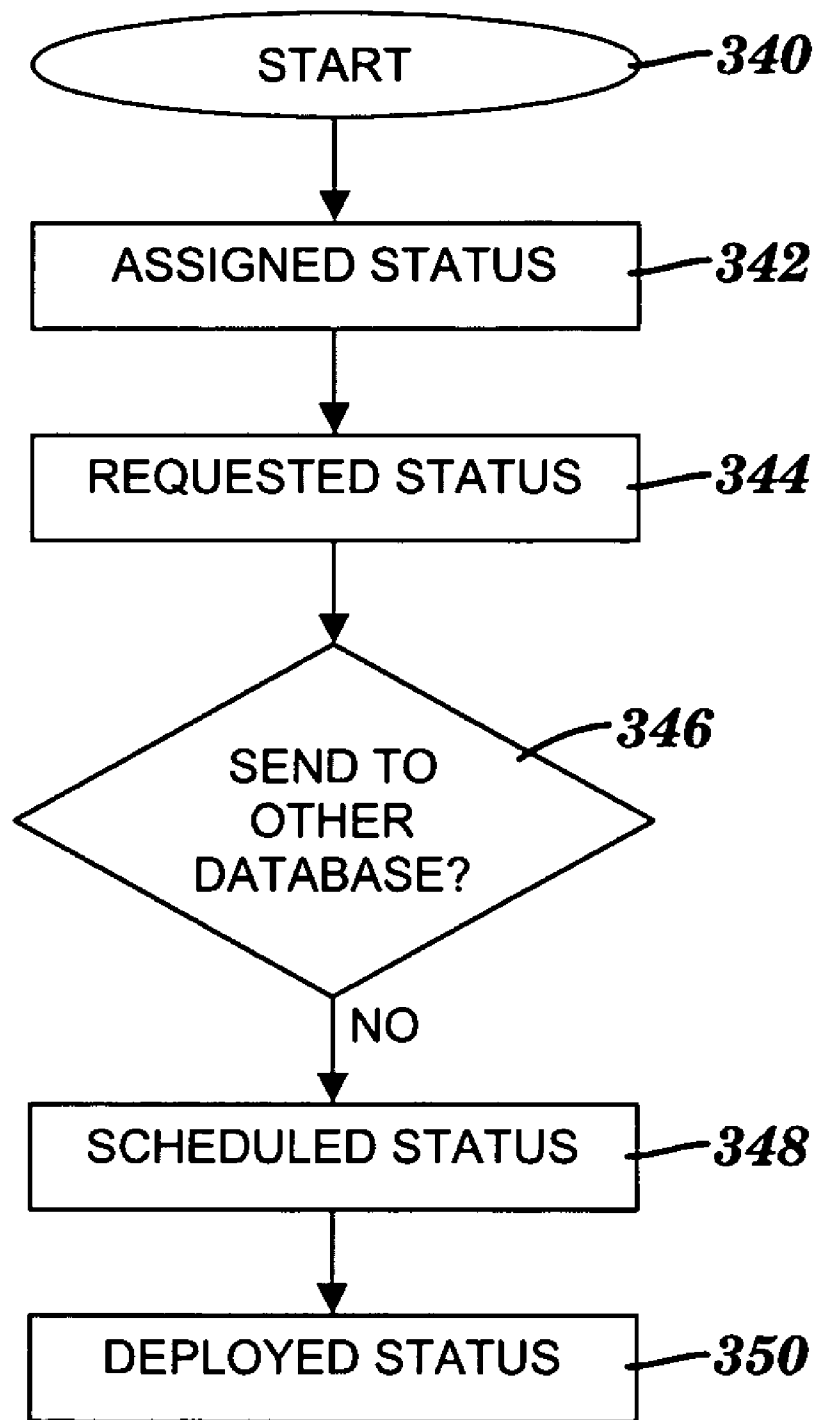 START
340
ASSIGNED STATUS
342
REQUESTED STATUS
344
SEND TO
OTHER
DATABASE?
346
NO
SCHEDULED STATUS
348
DEPLOYED STATUS
350